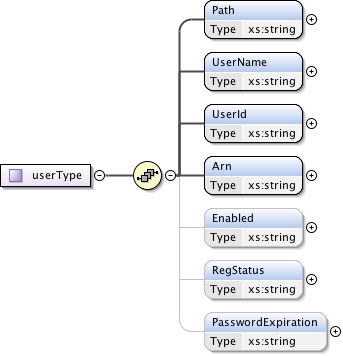 Path
Type xs:string
UserName
Type xs:string
UserId
Type xs:string
userType
Arn
Type xs:string
Enabled
Type xs:string
RegStatus
Type xs:string
PasswordExpiration
Type xs:string